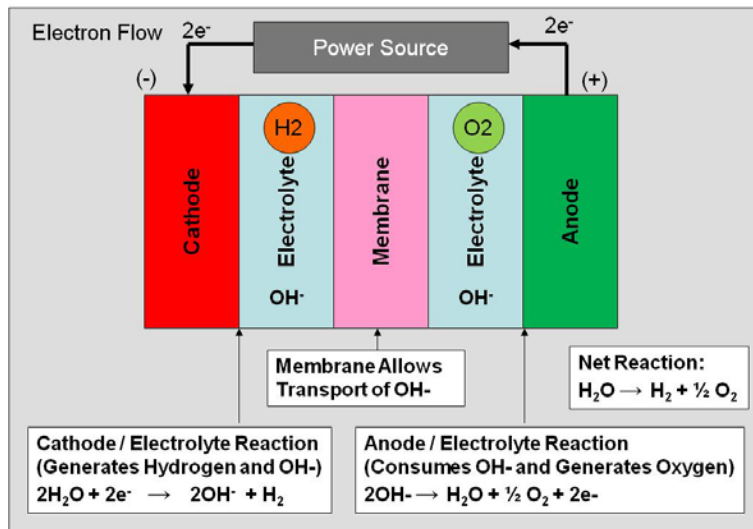 Electron Flow
2e⁻
Power Source
2e⁻
(-)
(+)
Cathode
H2
Electrolyte
OH⁻
Membrane
O2
Electrolyte
OH⁻
Anode
Membrane Allows
Transport of OH-
Net Reaction:
H₂O → H₂ + ½ O₂
Cathode / Electrolyte Reaction
(Generates Hydrogen and OH-)
2H₂O + 2e⁻ → 2OH⁻ + H₂
Anode / Electrolyte Reaction
(Consumes OH- and Generates Oxygen)
2OH- → H₂O + ½ O₂ + 2e-